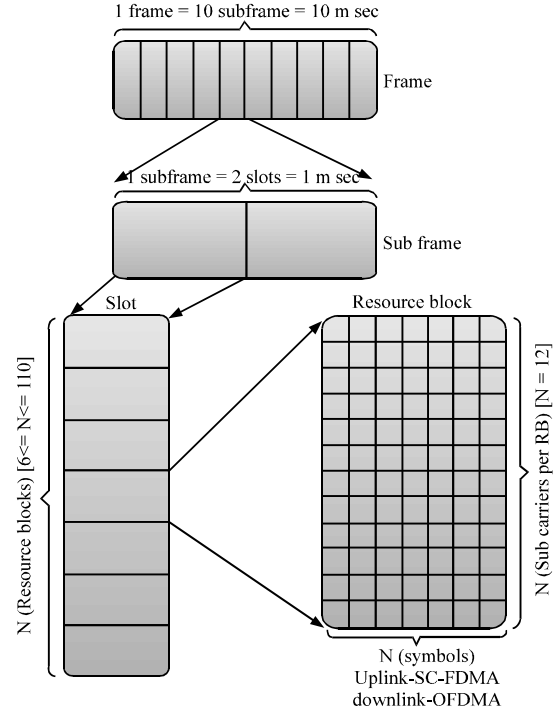 1 frame = 10 subframe = 10 m sec
Frame
1 subframe = 2 slots = 1 m sec
Sub frame
Slot
Resource block
N (Resource blocks) [6<= N<= 110]
N (Sub carriers per RB) [N = 12]
N (symbols)
Uplink-SC-FDMA
downlink-OFDMA